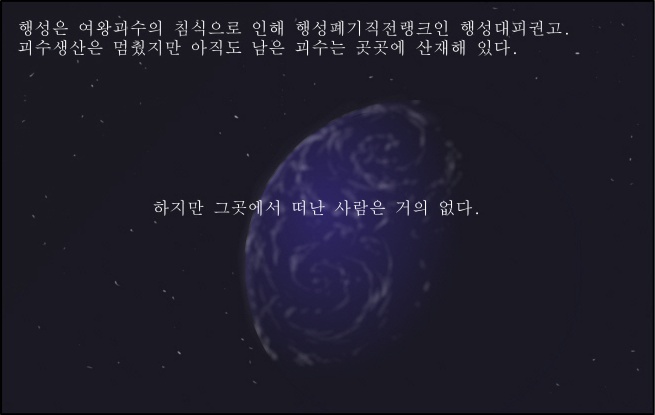 행성은 여왕괴수의 침식으로 인해 행성폐기직전랭크인 행성대피권고.
괴수생산은 멈췄지만 아직도 남은 괴수는 곳곳에 산재해 있다.
하지만 그곳에서 떠난 사람은 거의 없다.